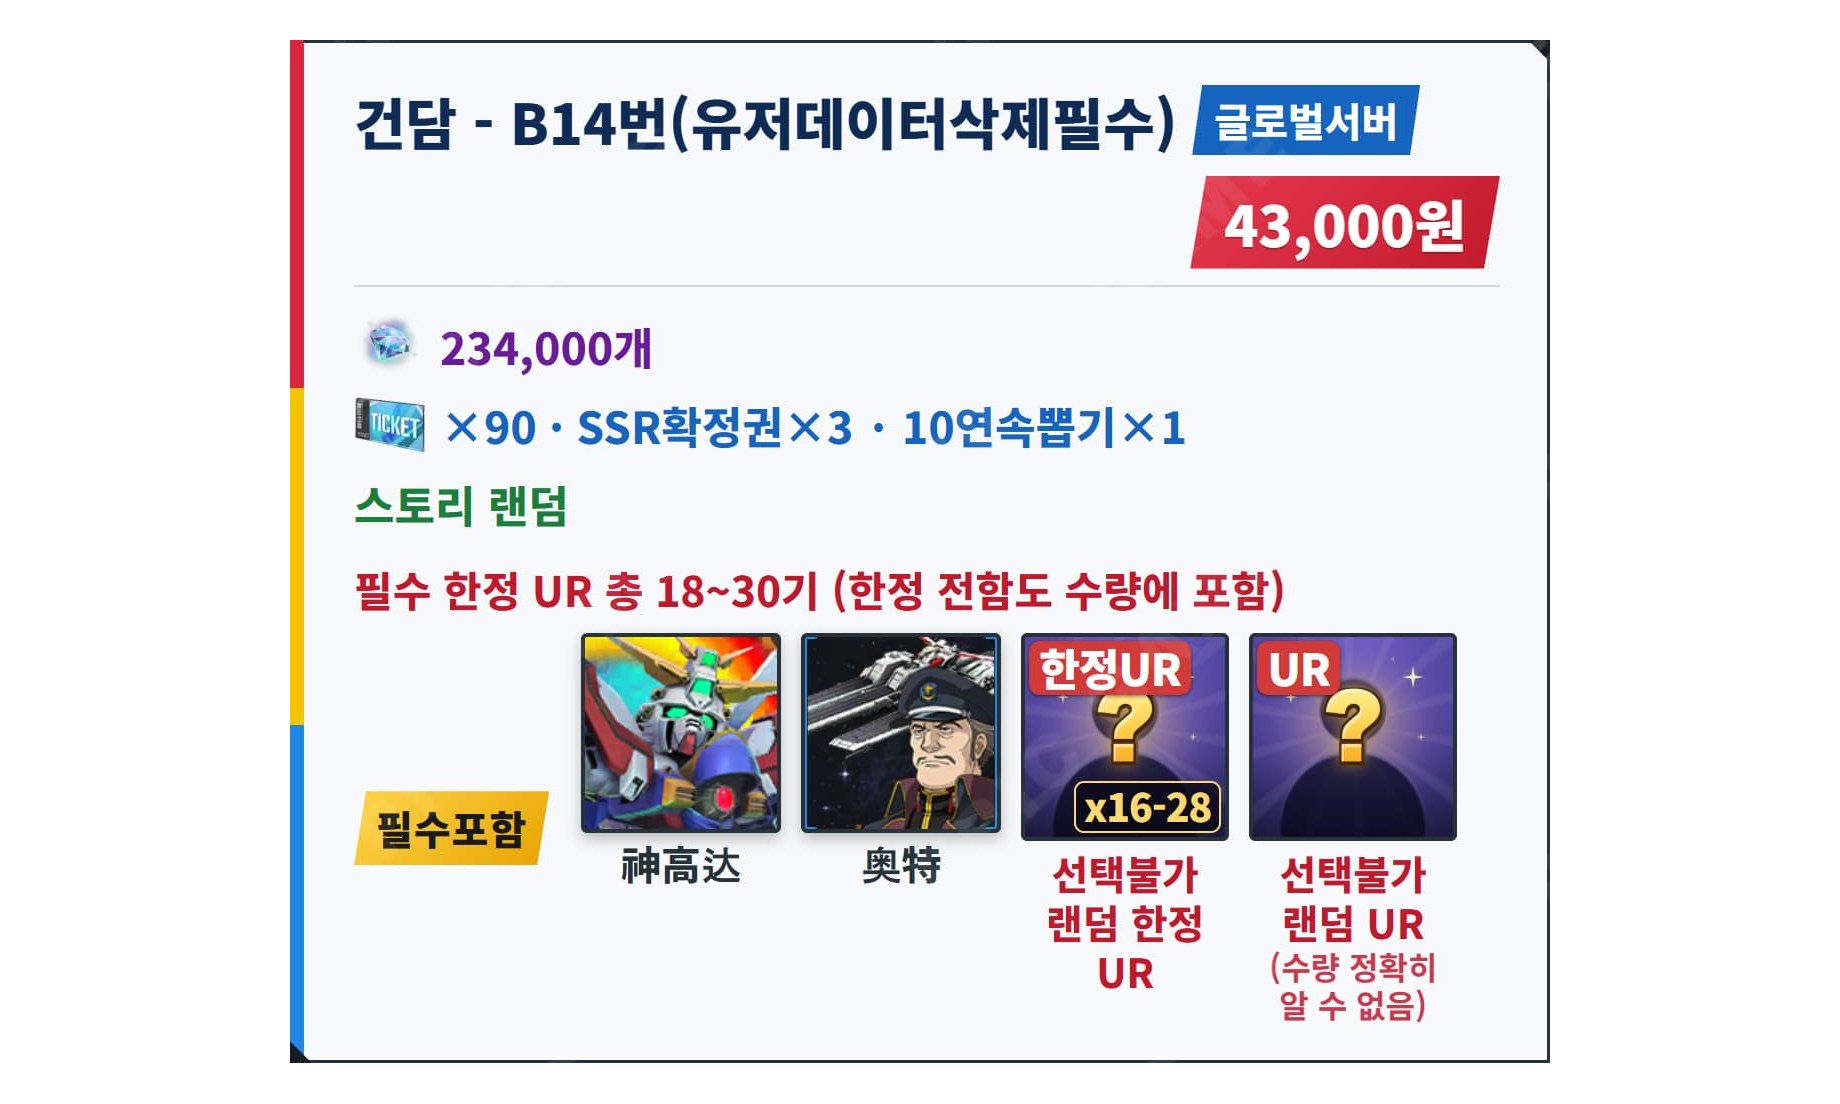 건담 - B14번(유저데이터삭제필수) 글로벌서버
43,000원
234,000개
TICKET ×90 · SSR확정권×3 · 10연속뽑기×1
스토리 랜덤
필수 한정 UR 총 18~30기 (한정 전함도 수량에 포함)
필수포함
神高达
奥特
한정UR
x16-28
선택불가
랜덤 한정
UR
UR
선택불가
랜덤 UR
(수량 정확히
알 수 없음)